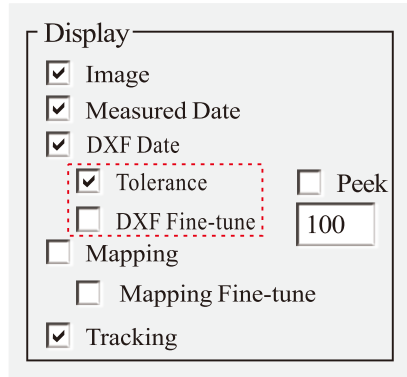 Display
Image
Measured Date
DXF Date
Tolerance
Peek
DXF Fine-tune
100
Mapping
Mapping Fine-tune
Tracking